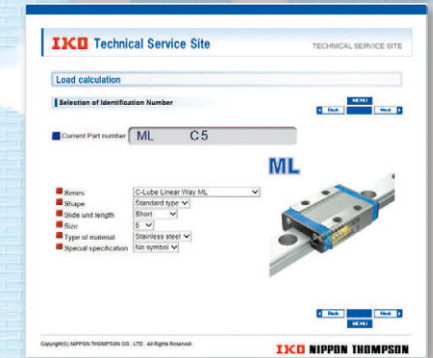 IKO Technical Service Site
TECHNICAL SERVICE SITE
Load calculation
Selection of Identification Number
MENU
Back Next
Current Part number ML C5
ML
Series C-Lube Linear Way ML
Shape Standard type
Slide unit length Short
Size 5
Type of material Stainless steel
Special specification No symbol
Back Next
MENU
Copyright(C) NIPPON THOMPSON CO., LTD. All Rights Reserved.
IKO NIPPON THOMPSON